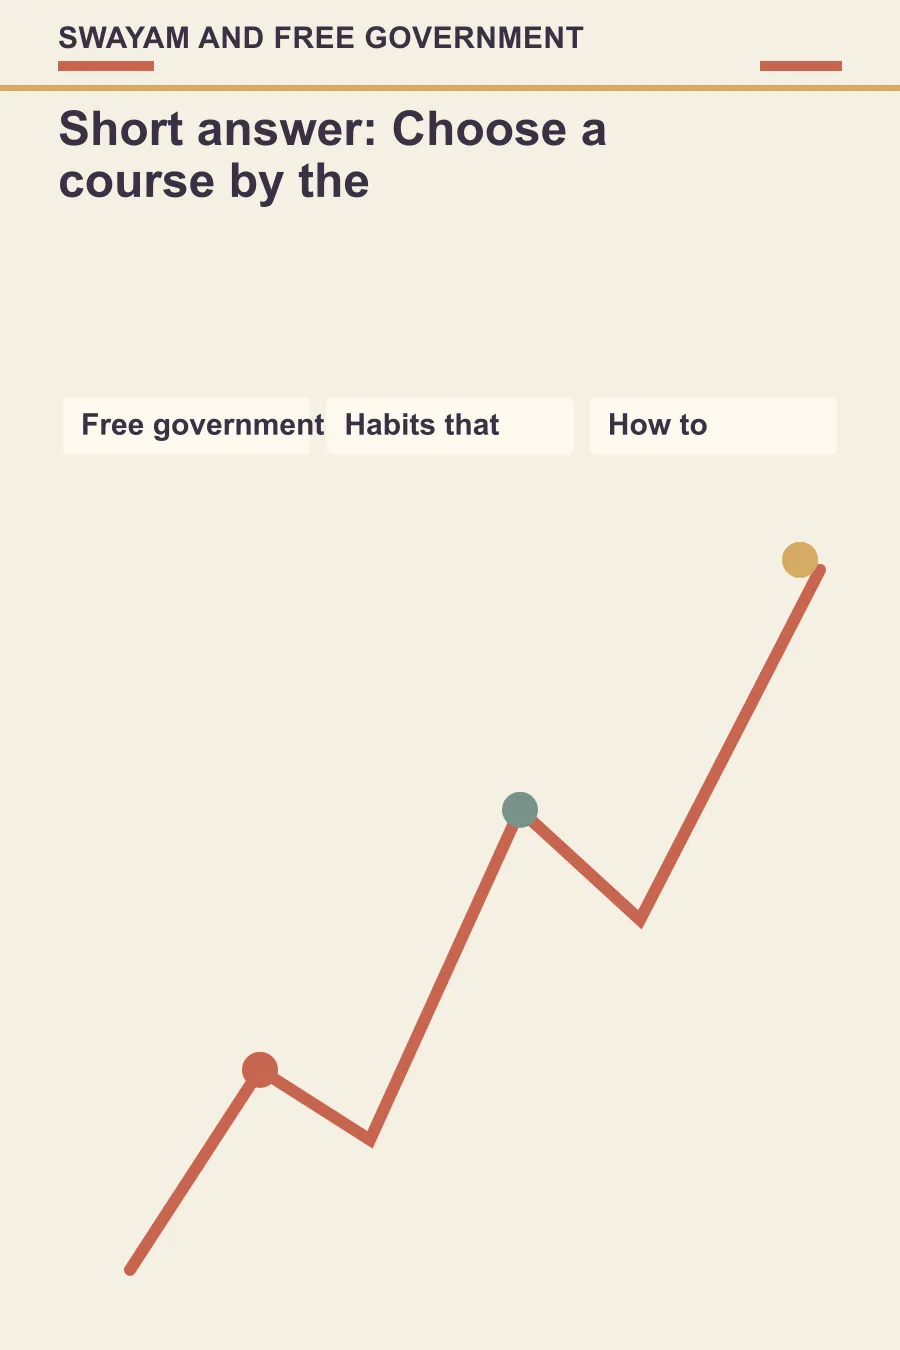 SWAYAM AND FREE GOVERNMENT
Short answer: Choose a
course by the
Free government
Habits that
How to